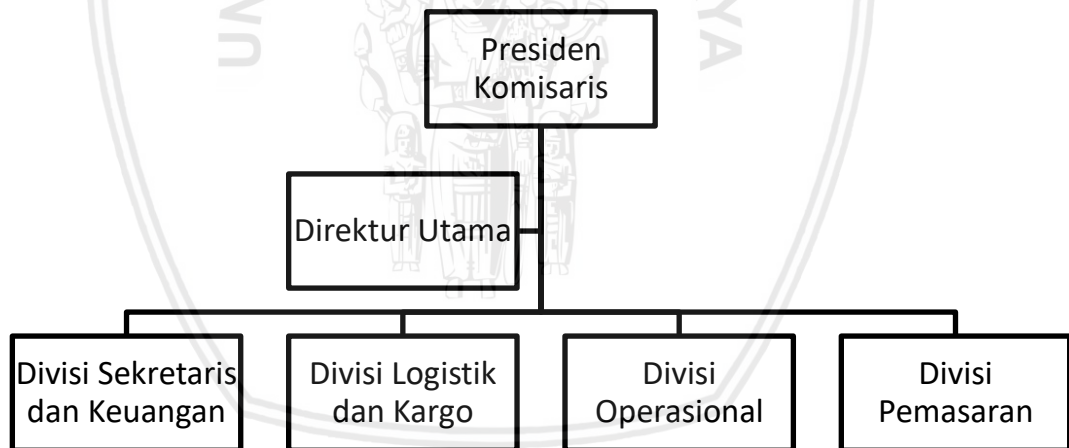 Presiden
Komisaris
Direktur Utama
Divisi Sekretaris
dan Keuangan
Divisi Logistik
dan Kargo
Divisi
Operasional
Divisi
Pemasaran